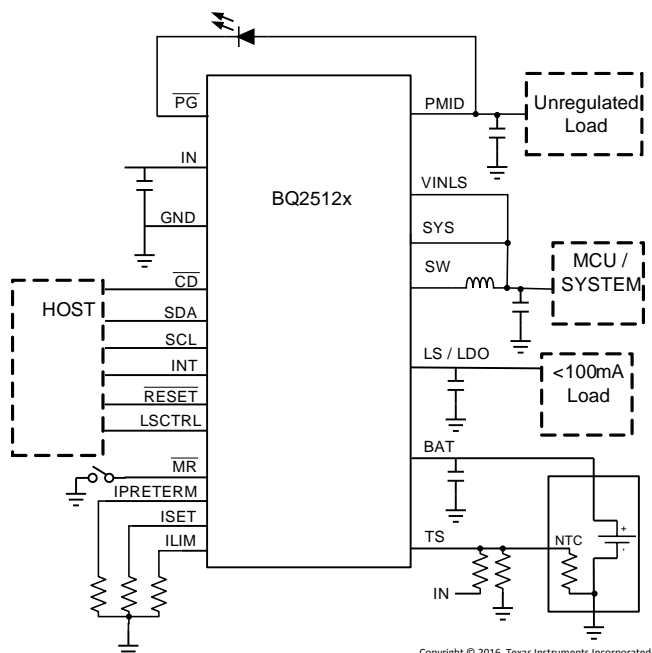 PG
PMID
Unregulated
Load
IN
VINLS
BQ2512x
GND
SYS
MCU /
SYSTEM
SW
CD
HOST
SDA
SCL
LS / LDO
INT
<100mA
Load
RESET
LSCTRL
BAT
MR
IPRETERM
ISET
TS
NTC
+
-
ILIM
IN
Copyright © 2016, Texas Instruments Incorporated